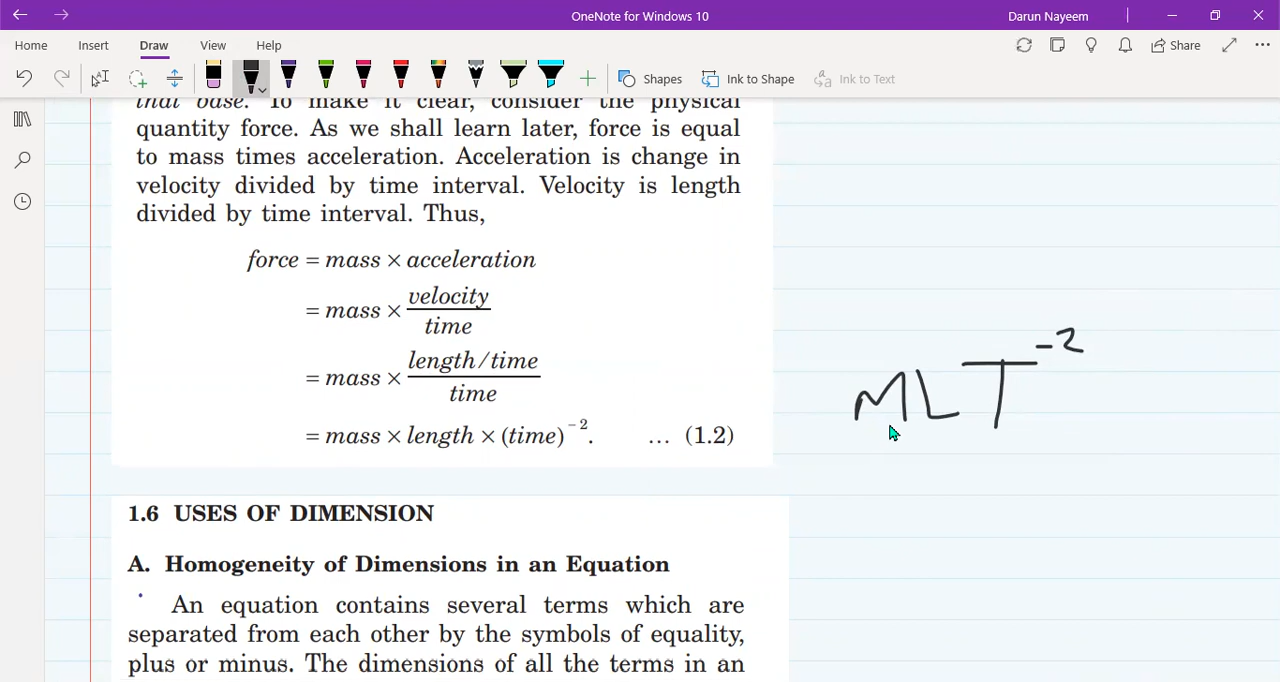 OneNote for Windows 10
Darun Nayeem
Home Insert Draw View Help
Share
Shapes Ink to Shape Ink to Text
that base. To make it clear, consider the physical
quantity force. As we shall learn later, force is equal
to mass times acceleration. Acceleration is change in
velocity divided by time interval. Velocity is length
divided by time interval. Thus,
force = mass × acceleration
= mass × velocity/time
= mass × length/time/time
= mass × length × (time)⁻². ... (1.2)
MLT⁻²
1.6 USES OF DIMENSION
A. Homogeneity of Dimensions in an Equation
An equation contains several terms which are
separated from each other by the symbols of equality,
plus or minus. The dimensions of all the terms in an